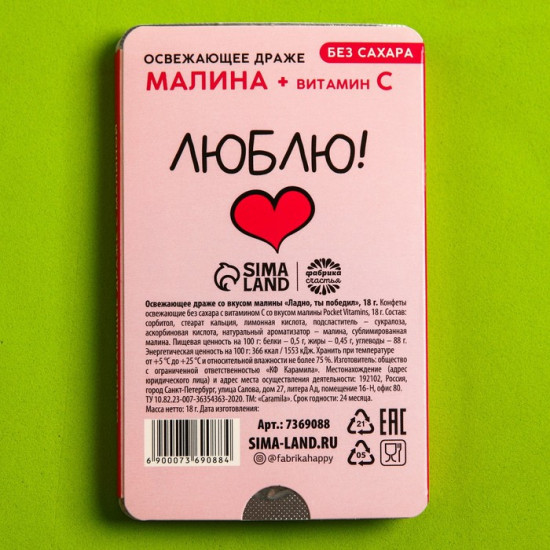 ОСВЕЖАЮЩЕЕ ДРАЖЕ
БЕЗ САХАРА
МАЛИНА + ВИТАМИН С
ЛЮБЛЮ!
SIMA
LAND
фабрика
счастья
Освежающее драже со вкусом малины «Ладно, ты победил», 18 г. Конфеты
освежающие без сахара с витамином С со вкусом малины Pocket Vitamins, 18 г. Состав:
сорбитол, стеарат кальция, лимонная кислота, подсластитель – сукралоза,
аскорбиновая кислота, натуральный ароматизатор – малина, сублимированная
малина. Пищевая ценность на 100 г: белки – 0,5 г, жиры – 0,45 г, углеводы – 88 г.
Энергетическая ценность на 100 г: 366 ккал / 1553 кДж. Хранить при температуре
от +5 °С до +25 °С и относительной влажности не более 75 %. Изготовитель: общество
с ограниченной ответственностью «КФ Карамила». Местонахождение (адрес
юридического лица) и адрес места осуществления деятельности: 192102, Россия,
город Санкт-Петербург, улица Салова, дом 27, литера АД, помещение 16-Н, офис 80.
ТУ 10.82.23-007-36354363-2020. ТМ: «Caramila». Срок годности: 24 месяца.
Масса нетто: 18 г. Дата изготовления:
6 900073 690884
Арт.: 7369088
SIMA-LAND.RU
@fabrikahappy
21
05
EAC